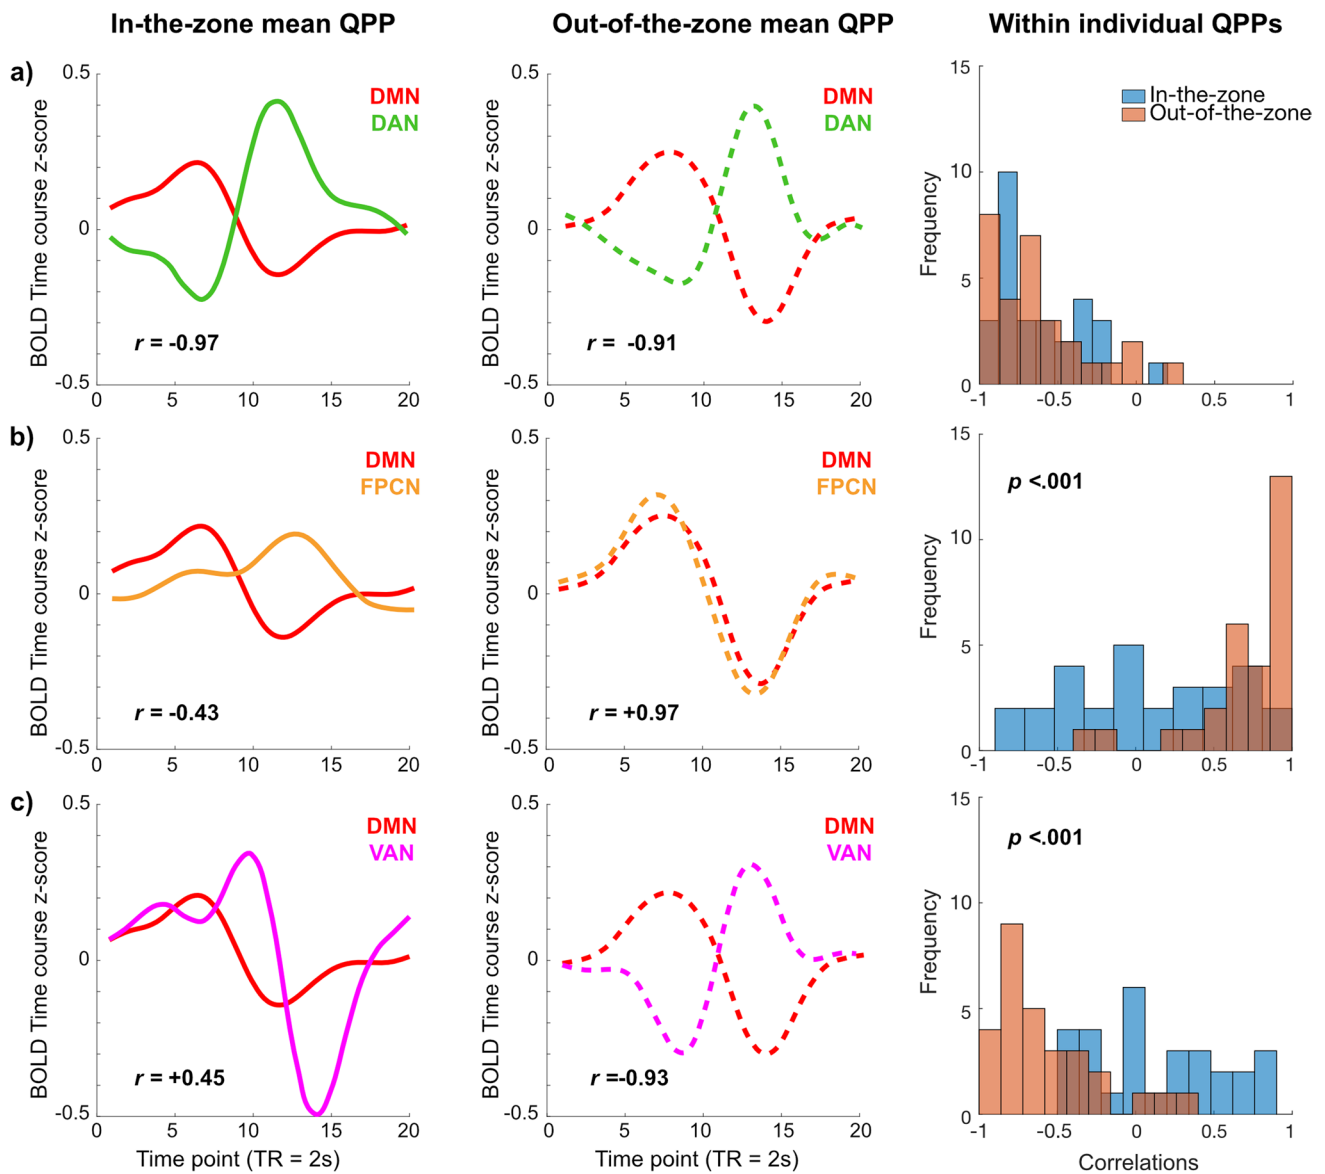 In-the-zone mean QPP
Out-of-the-zone mean QPP
Within individual QPPs
a)
BOLD Time course z-score
0.5
0
-0.5
0 5 10 15 20
DMN
DAN
r = -0.97
BOLD Time course z-score
0.5
0
-0.5
0 5 10 15 20
DMN
DAN
r = -0.91
Frequency
15
10
5
0
-1 -0.5 0 0.5 1
In-the-zone
Out-of-the-zone
b)
BOLD Time course z-score
0.5
0
-0.5
0 5 10 15 20
DMN
FPCN
r = -0.43
BOLD Time course z-score
0.5
0
-0.5
0 5 10 15 20
DMN
FPCN
r = +0.97
Frequency
15
10
5
0
-1 -0.5 0 0.5 1
p <.001
c)
BOLD Time course z-score
0.5
0
-0.5
0 5 10 15 20
DMN
VAN
r = +0.45
Time point (TR = 2s)
BOLD Time course z-score
0.5
0
-0.5
0 5 10 15 20
DMN
VAN
r =-0.93
Time point (TR = 2s)
Frequency
15
10
5
0
-1 -0.5 0 0.5 1
p <.001
Correlations